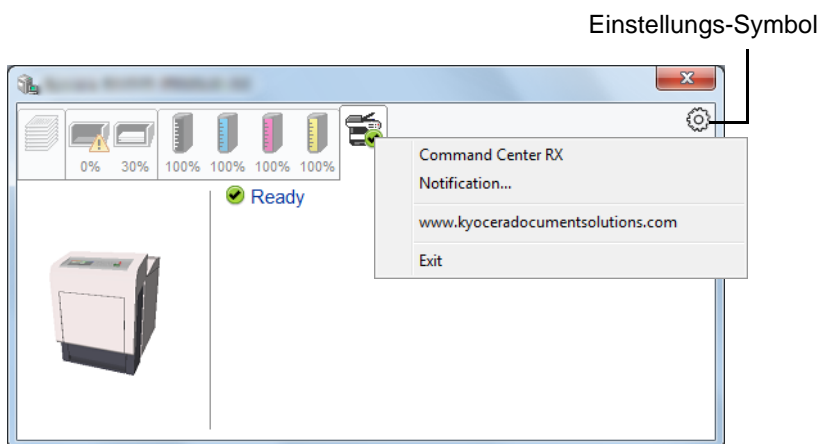 Einstellungs-Symbol
0% 30% 100% 100% 100% 100%
Ready
Command Center RX
Notification...
www.kyoceradocumentsolutions.com
Exit